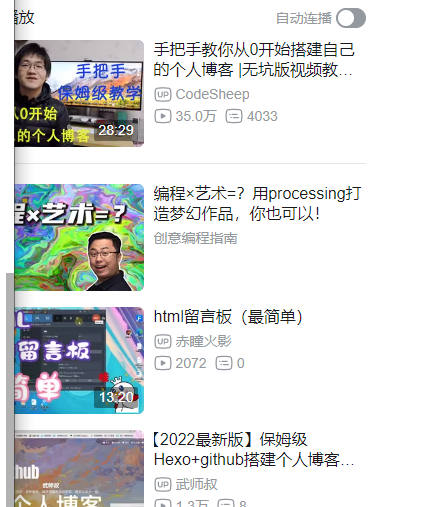 播放
自动连播
手把手
保姆级教学
从0开始
的个人博客
28:29
手把手教你从0开始搭建自己
的个人博客 |无坑版视频教…
UP CodeSheep
35.0万 4033
程×艺术=？
编程×艺术=？用processing打
造梦幻作品，你也可以！
创意编程指南
留言板
简单
13:20
html留言板（最简单）
UP 赤瞳火影
2072 0
hub
武师叔
个人博客
【2022最新版】保姆级
Hexo+github搭建个人博客…
UP 武师叔
1.3万 8